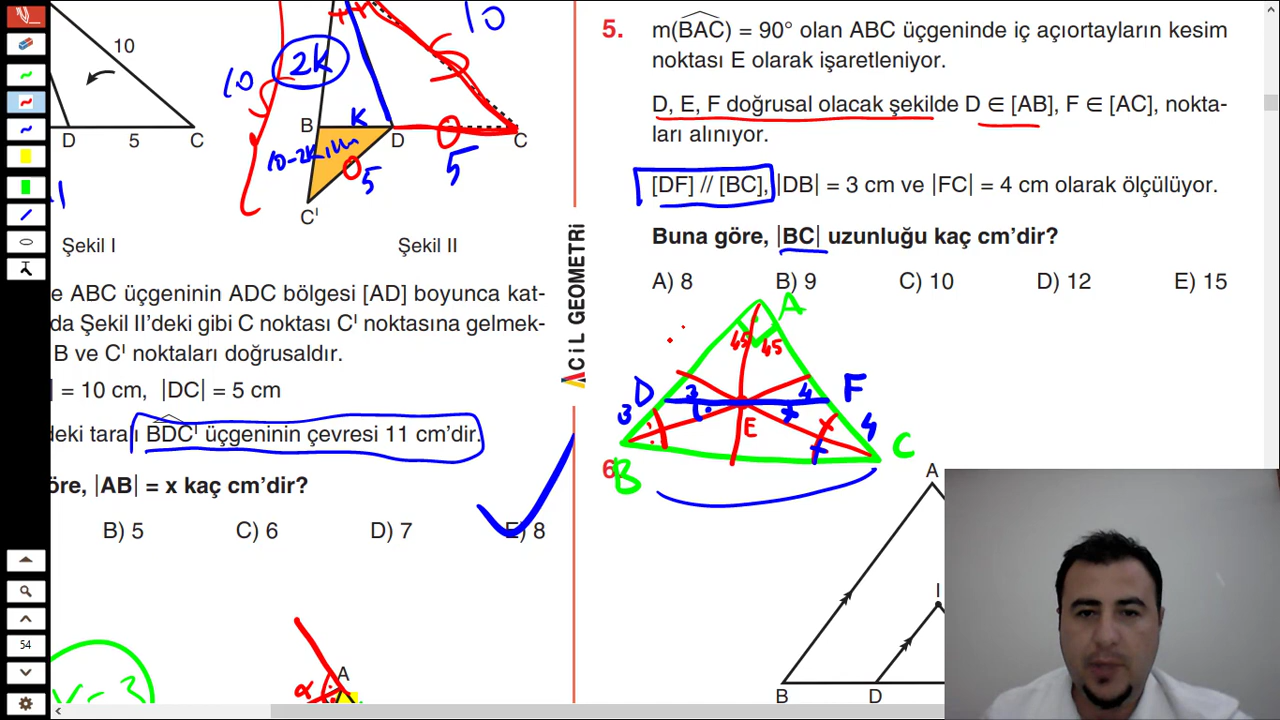 10
D 5 C
Şekil I
10
2K
10
B
K
D
C
10-2K
5
5
C'
Şekil II
e ABC üçgeninin ADC bölgesi [AD] boyunca kat-
da Şekil II'deki gibi C noktası C' noktasına gelmek-
B ve C' noktaları doğrusaldır.
| = 10 cm, |DC| = 5 cm
deki taralı BDC' üçgeninin çevresi 11 cm'dir.
öre, |AB| = x kaç cm'dir?
B) 5 C) 6 D) 7 E) 8
α
A
ACİL GEOMETRİ
5. m(BAC) = 90° olan ABC üçgeninde iç açıortayların kesim
noktası E olarak işaretleniyor.
D, E, F doğrusal olacak şekilde D ∈ [AB], F ∈ [AC], nokta-
ları alınıyor.
[DF] // [BC], |DB| = 3 cm ve |FC| = 4 cm olarak ölçülüyor.
Buna göre, |BC| uzunluğu kaç cm'dir?
A) 8 B) 9 C) 10 D) 12 E) 15
A
45 45
D 3 4 F
3 E 4
B C
6.
A
I
B D
54